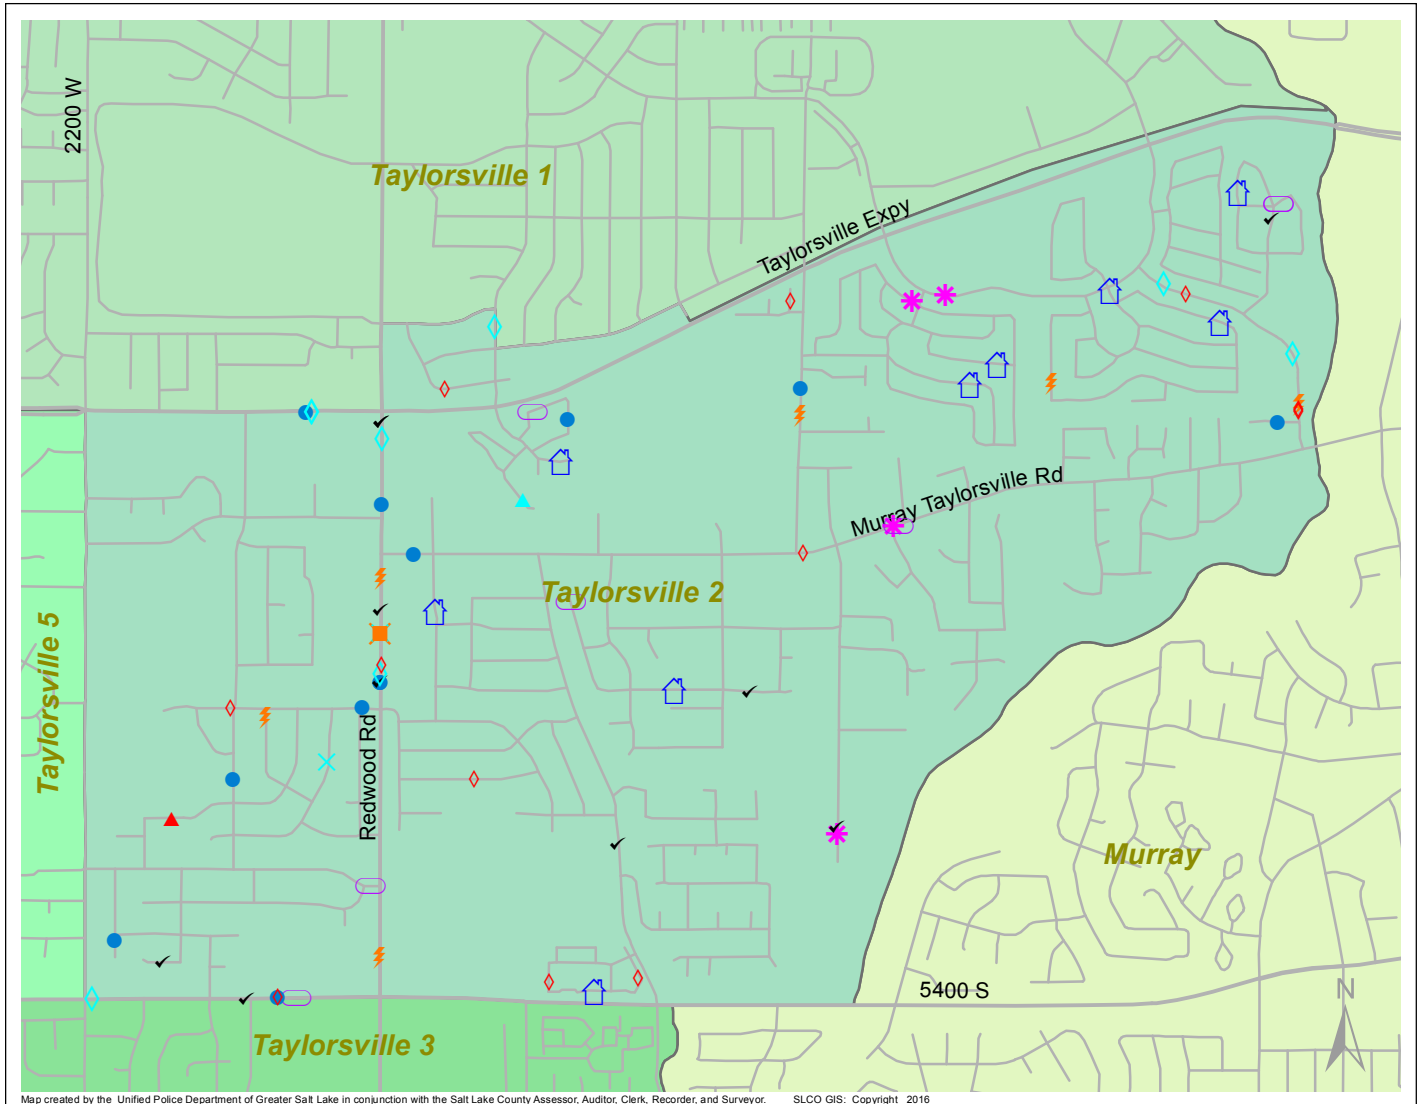 2200 W
Taylorsville 1
Taylorsville Expy
Murray Taylorsville Rd
Taylorsville 2
Taylorsville 5
Redwood Rd
Murray
5400 S
N
Taylorsville 3
Map created by the Unified Police Department of Greater Salt Lake in conjunction with the Salt Lake County Assessor, Auditor, Clerk, Recorder, and Surveyor. SLCO GIS: Copyright 2016